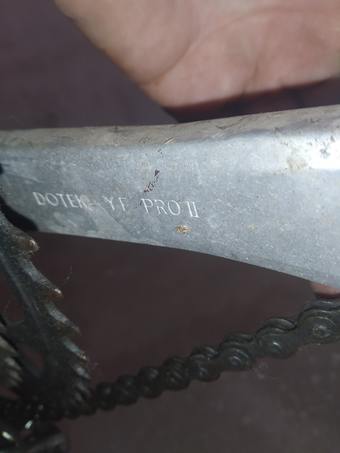 DOTEK YF PRO II